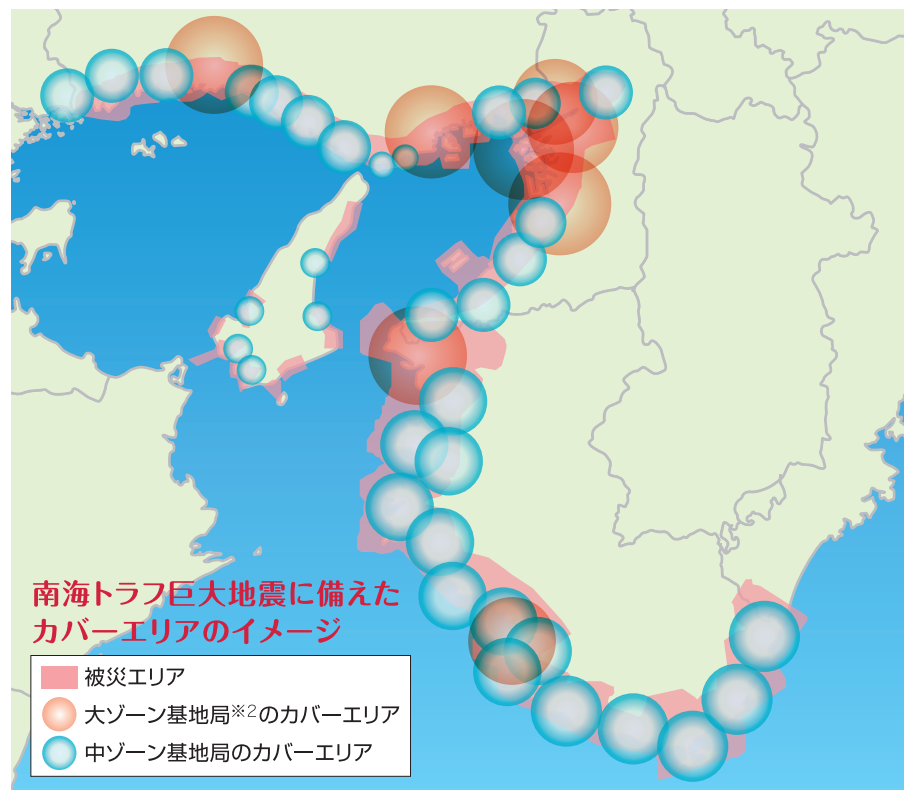 南海トラフ巨大地震に備えた
カバーエリアのイメージ
被災エリア
大ゾーン基地局※2のカバーエリア
中ゾーン基地局のカバーエリア